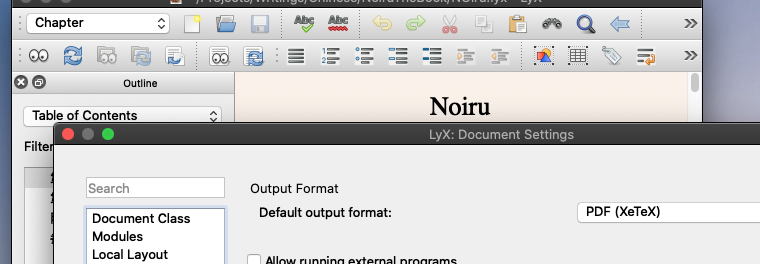 Chapter
Abc
Abc
Outline
Noiru
Table of Contents
LyX: Document Settings
Filter
Search
Output Format
Document Class
Default output format:
PDF (XeTeX)
Modules
Local Layout
Allow running external programs